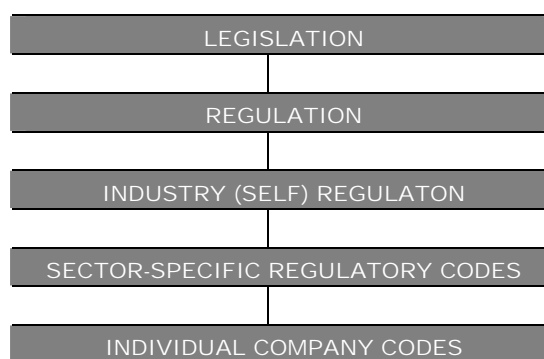 LEGISLATION
REGULATION
INDUSTRY (SELF) REGULATON
SECTOR-SPECIFIC REGULATORY CODES
INDIVIDUAL COMPANY CODES